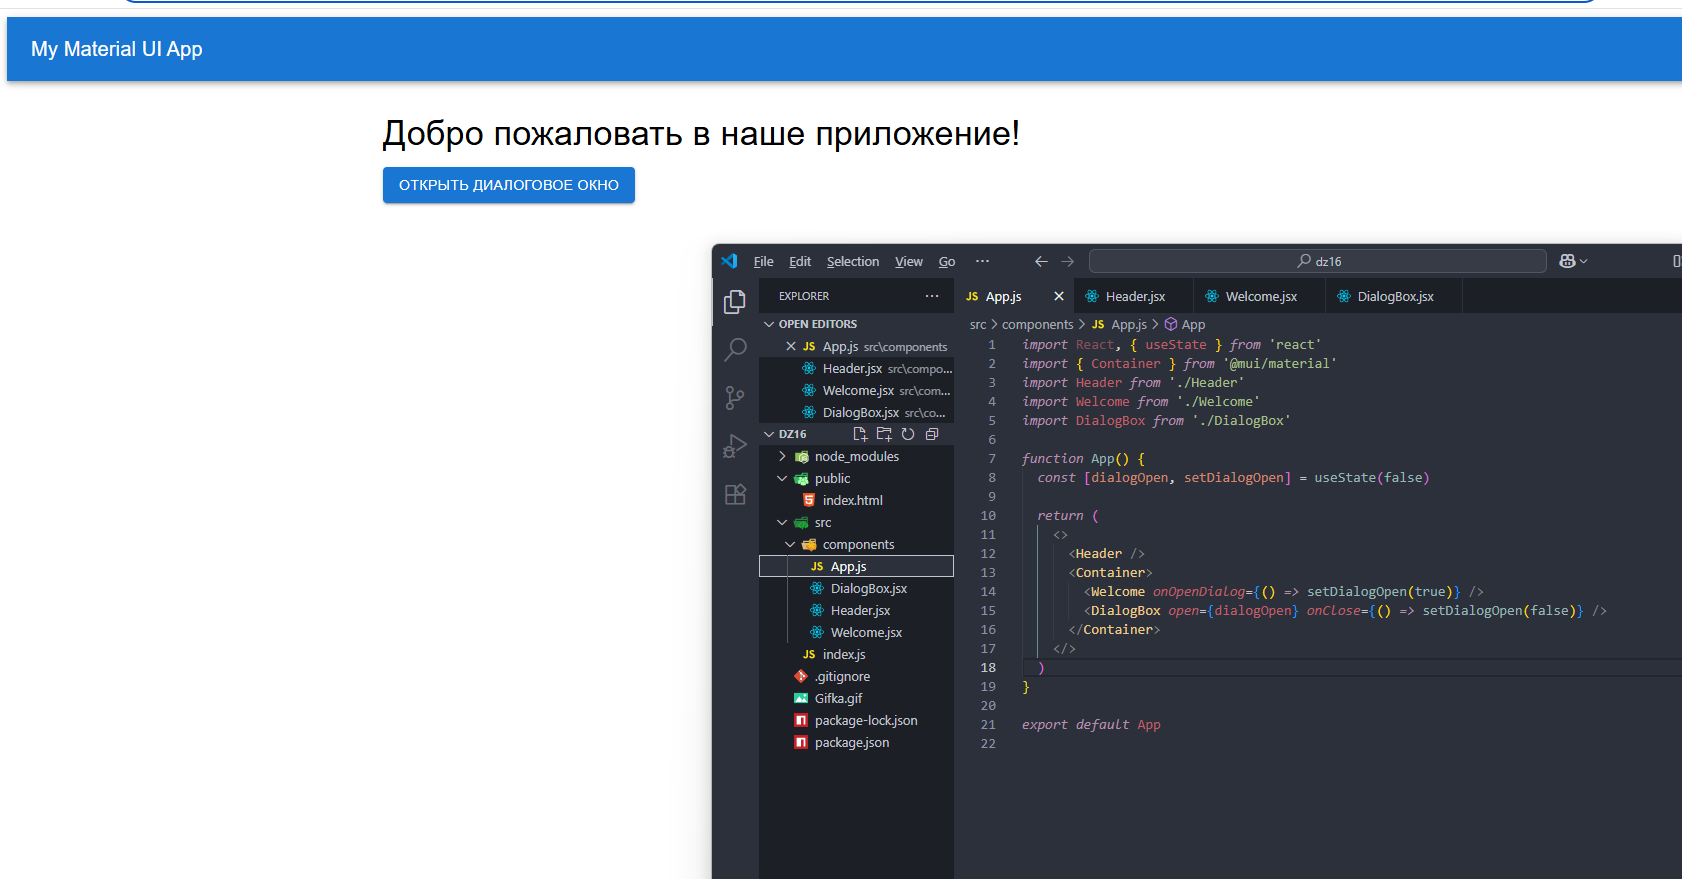 My Material UI App
Добро пожаловать в наше приложение!
ОТКРЫТЬ ДИАЛОГОВОЕ ОКНО
File Edit Selection View Go ··· dz16
EXPLORER ···
OPEN EDITORS
App.js src\components
Header.jsx src\compo...
Welcome.jsx src\com...
DialogBox.jsx src\co...
DZ16
node_modules
public
index.html
src
components
JS App.js
DialogBox.jsx
Header.jsx
Welcome.jsx
JS index.js
.gitignore
Gifka.gif
package-lock.json
package.json
JS App.js Header.jsx Welcome.jsx DialogBox.jsx
src > components > JS App.js > App
1 import React, { useState } from 'react'
2 import { Container } from '@mui/material'
3 import Header from './Header'
4 import Welcome from './Welcome'
5 import DialogBox from './DialogBox'
6
7 function App() {
8 const [dialogOpen, setDialogOpen] = useState(false)
9
10 return (
11 <>
12 <Header />
13 <Container>
14 <Welcome onOpenDialog={() => setDialogOpen(true)} />
15 <DialogBox open={dialogOpen} onClose={() => setDialogOpen(false)} />
16 </Container>
17 </>
18 )
19 }
20
21 export default App
22